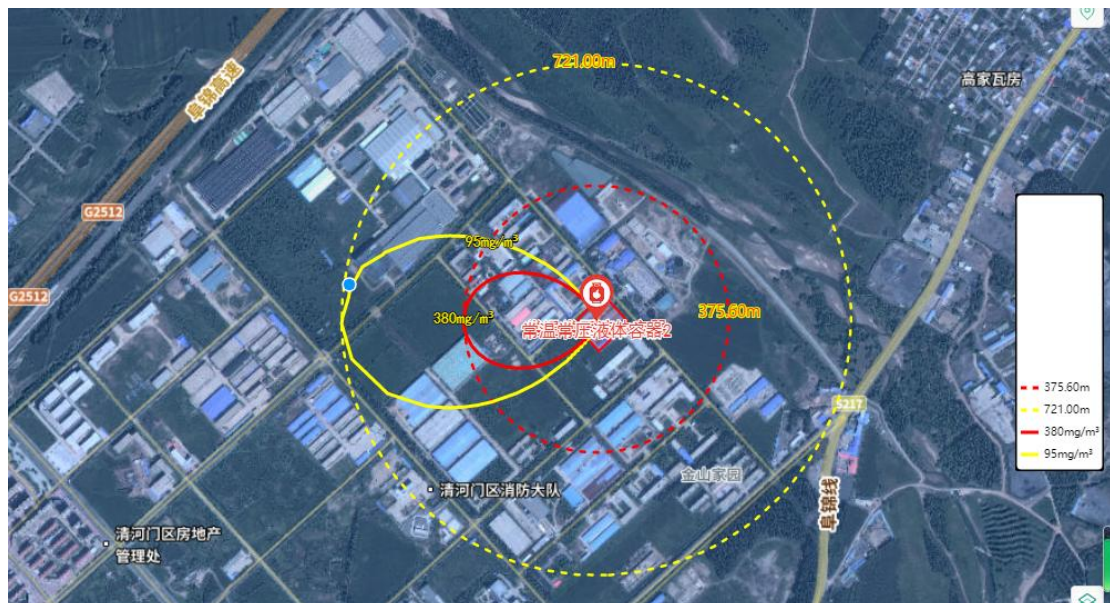 721.00m
阜锦高速
高家瓦房
G2512
95mg/m³
G2512
380mg/m³
375.60m
常温常压液体容器2
375.60m
721.00m
380mg/m³
95mg/m³
S217
金山家园
清河门区消防大队
阜锦线
清河门区房地产
管理处